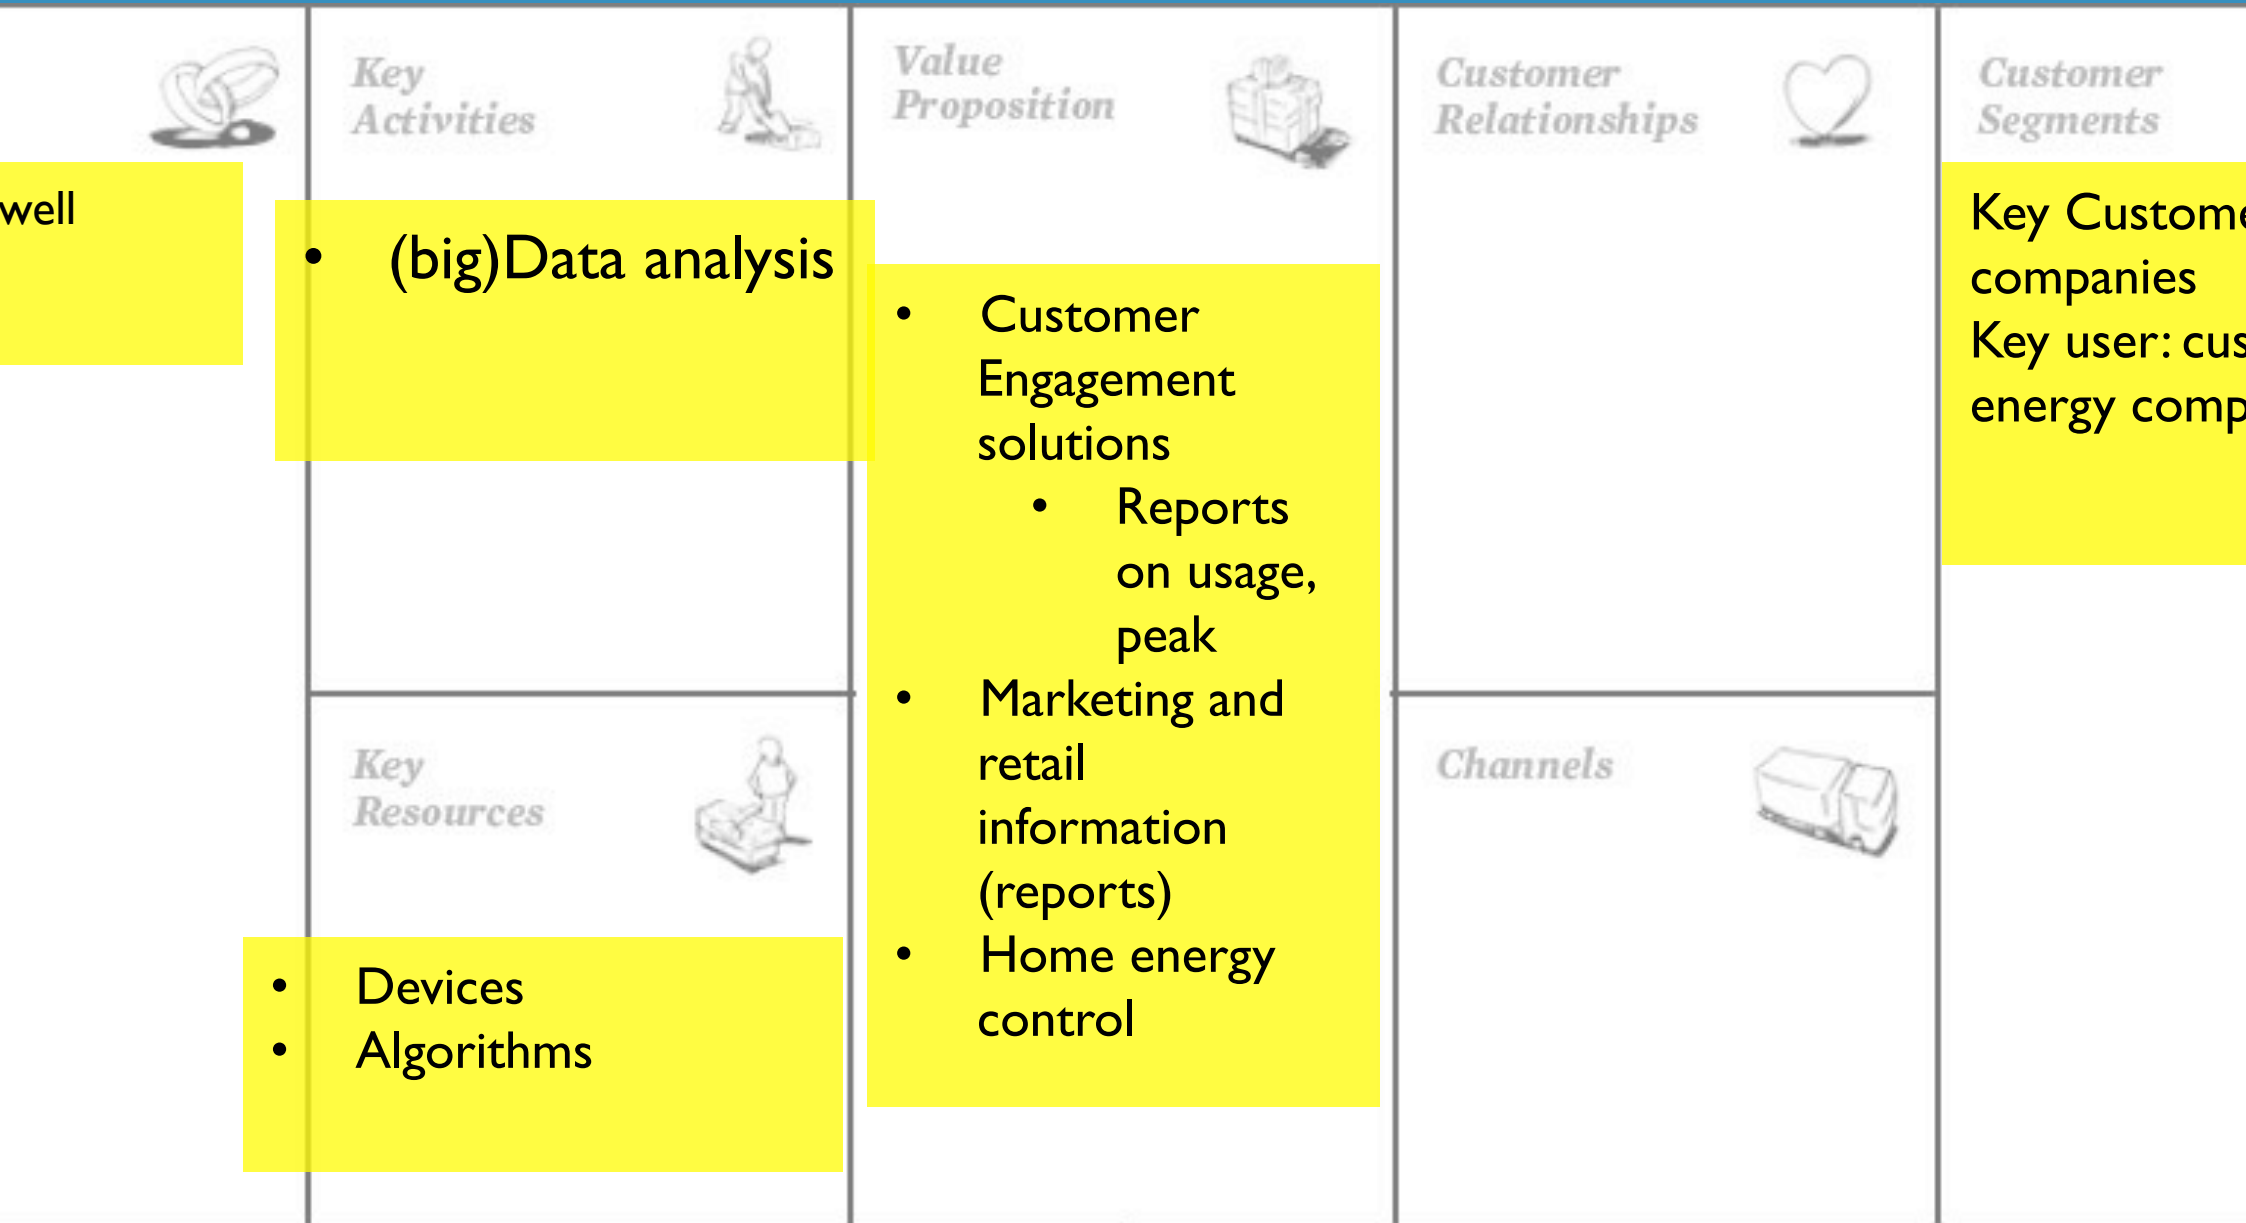 well
Key
Activities
• (big)Data analysis
Key
Resources
• Devices
• Algorithms
Value
Proposition
• Customer
Engagement
solutions
• Reports
on usage,
peak
• Marketing and
retail
information
(reports)
• Home energy
control
Customer
Relationships
Channels
Customer
Segments
Key Custome
companies
Key user: cus
energy comp